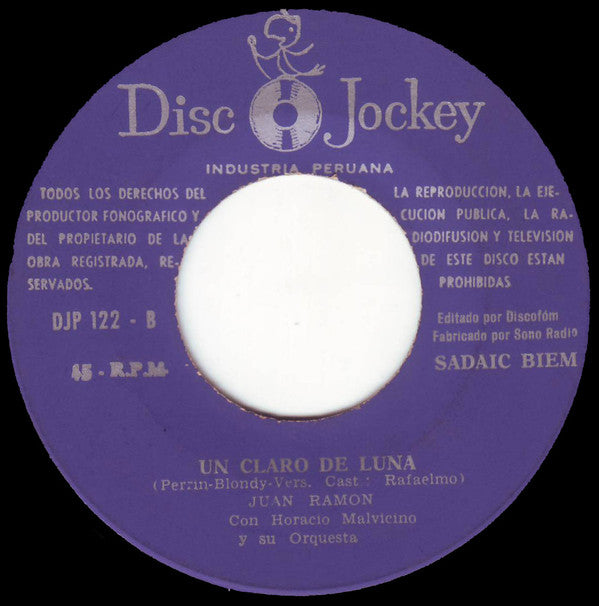 Disc Jockey
INDUSTRIA PERUANA
TODOS LOS DERECHOS DEL
PRODUCTOR FONOGRAFICO Y
DEL PROPIETARIO DE LA
OBRA REGISTRADA, RE-
SERVADOS.
LA REPRODUCCION, LA EJE-
CUCION PUBLICA, LA RA-
DIODIFUSION Y TELEVISION
DE ESTE DISCO ESTAN
PROHIBIDAS
DJP 122 - B
45 - R.P.M.
Editado por Discofóm
Fabricado por Sono Radio
SADAIC BIEM
UN CLARO DE LUNA
(Perrin-Blondy-Vers. Cast : Rafaelmo)
JUAN RAMON
Con Horacio Malvicino
y su Orquesta